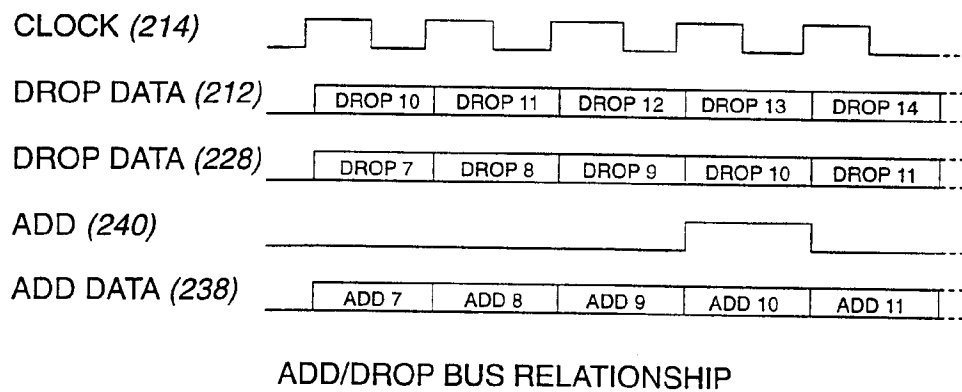 CLOCK (214)
DROP DATA (212) DROP 10 DROP 11 DROP 12 DROP 13 DROP 14
DROP DATA (228) DROP 7 DROP 8 DROP 9 DROP 10 DROP 11
ADD (240)
ADD DATA (238) ADD 7 ADD 8 ADD 9 ADD 10 ADD 11
ADD/DROP BUS RELATIONSHIP